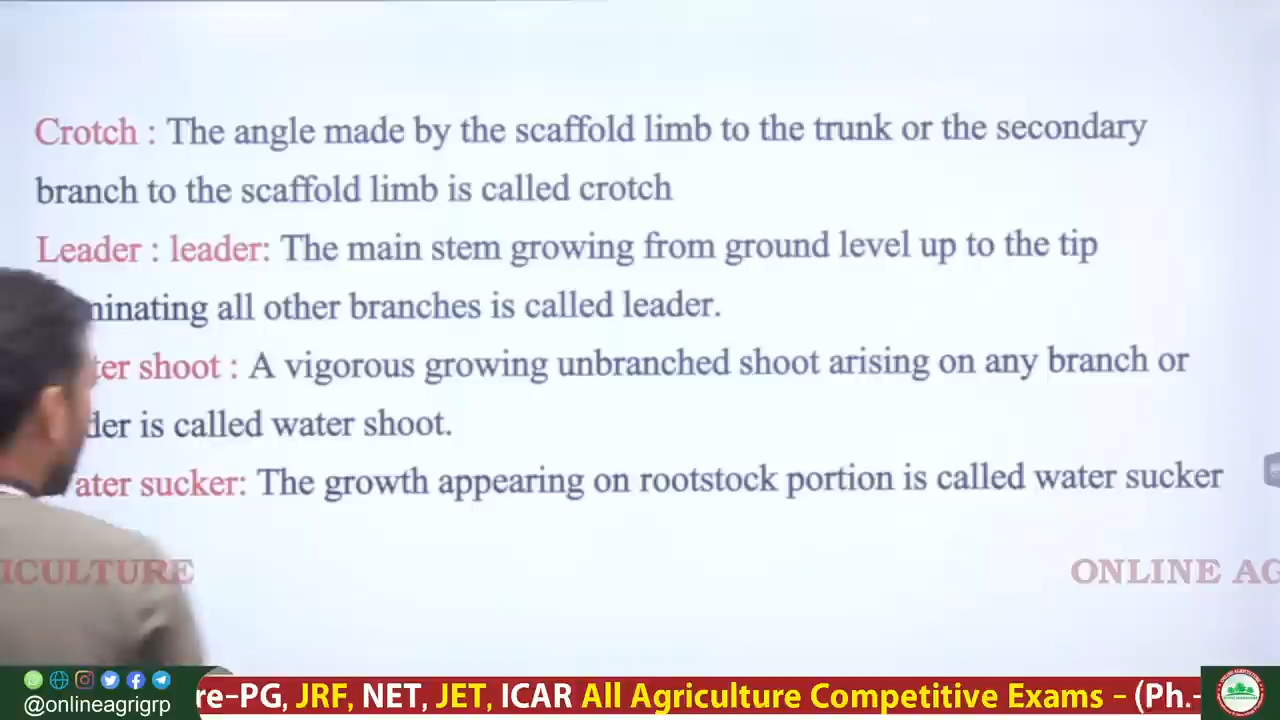 Crotch : The angle made by the scaffold limb to the trunk or the secondary
branch to the scaffold limb is called crotch
Leader : leader: The main stem growing from ground level up to the tip
all other branches is called leader.
shoot : A vigorous growing unbranched shoot arising on any branch or
is called water shoot.
sucker: The growth appearing on rootstock portion is called water sucker
ICULTURE ONLINE AG
@onlineagrigrp re-PG, JRF, NET, JET, ICAR All Agriculture Competitive Exams – (Ph.-